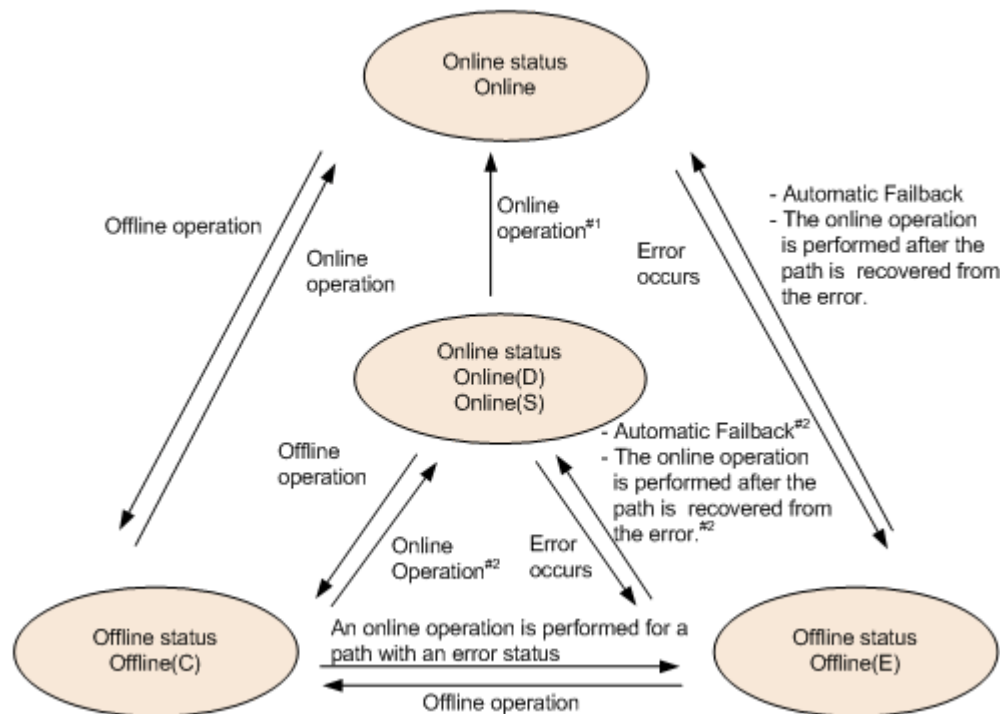 Online status
Online
Offline operation
Online
operation
Online
operation#1
Error
occurs
- Automatic Failback
- The online operation
is performed after the
path is recovered from
the error.
Online status
Online(D)
Online(S)
Offline
operation
Online
Operation#2
Error
occurs
- Automatic Failback#2
- The online operation
is performed after the
path is recovered from
the error.#2
Offline status
Offline(C)
An online operation is performed for a
path with an error status
Offline operation
Offline status
Offline(E)